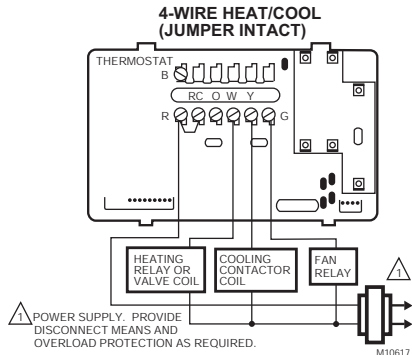 4-WIRE HEAT/COOL
(JUMPER INTACT)
THERMOSTAT
B
RC O W Y
R G
HEATING
RELAY OR
VALVE COIL
COOLING
CONTACTOR
COIL
FAN
RELAY
1
1 POWER SUPPLY. PROVIDE
DISCONNECT MEANS AND
OVERLOAD PROTECTION AS REQUIRED.
M10617